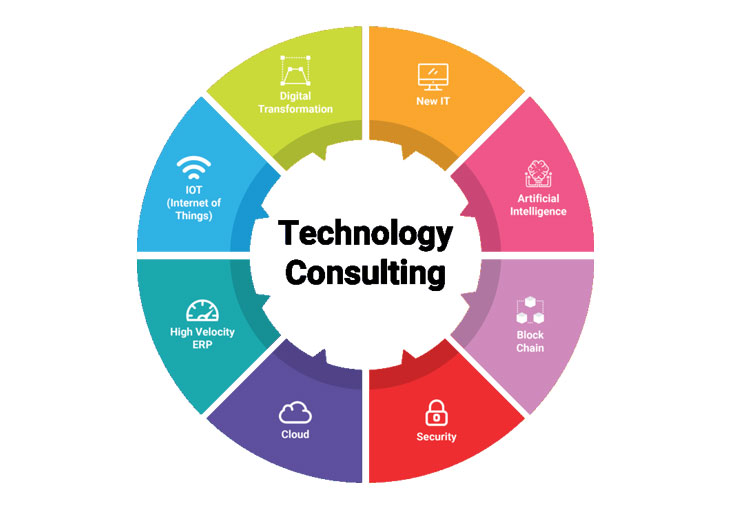 Digital
Transformation
New IT
IOT
(Internet of
Things)
Artificial
Intelligence
Technology
Consulting
High Velocity
ERP
Block
Chain
Cloud
Security